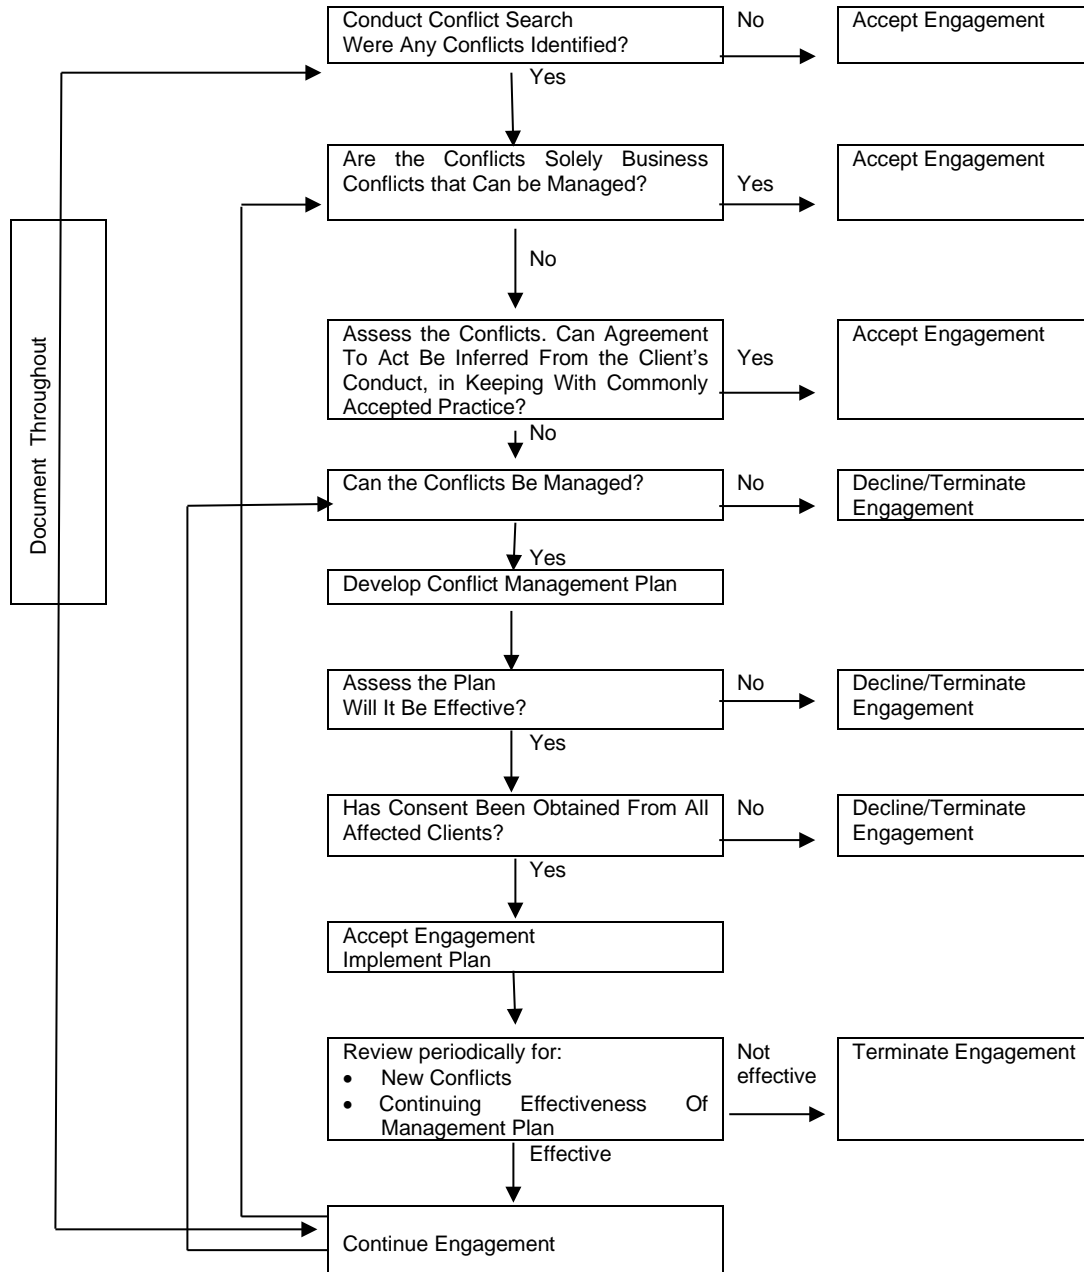 Conduct Conflict Search
Were Any Conflicts Identified?
No
Accept Engagement
Yes
Are the Conflicts Solely Business
Conflicts that Can be Managed?
Yes
Accept Engagement
No
Document Throughout
Assess the Conflicts. Can Agreement
To Act Be Inferred From the Client’s
Conduct, in Keeping With Commonly
Accepted Practice?
Yes
Accept Engagement
No
Can the Conflicts Be Managed?
No
Decline/Terminate
Engagement
Yes
Develop Conflict Management Plan
Assess the Plan
Will It Be Effective?
No
Decline/Terminate
Engagement
Yes
Has Consent Been Obtained From All
Affected Clients?
No
Decline/Terminate
Engagement
Yes
Accept Engagement
Implement Plan
Review periodically for:
• New Conflicts
• Continuing Effectiveness Of
Management Plan
Not
effective
Terminate Engagement
Effective
Continue Engagement